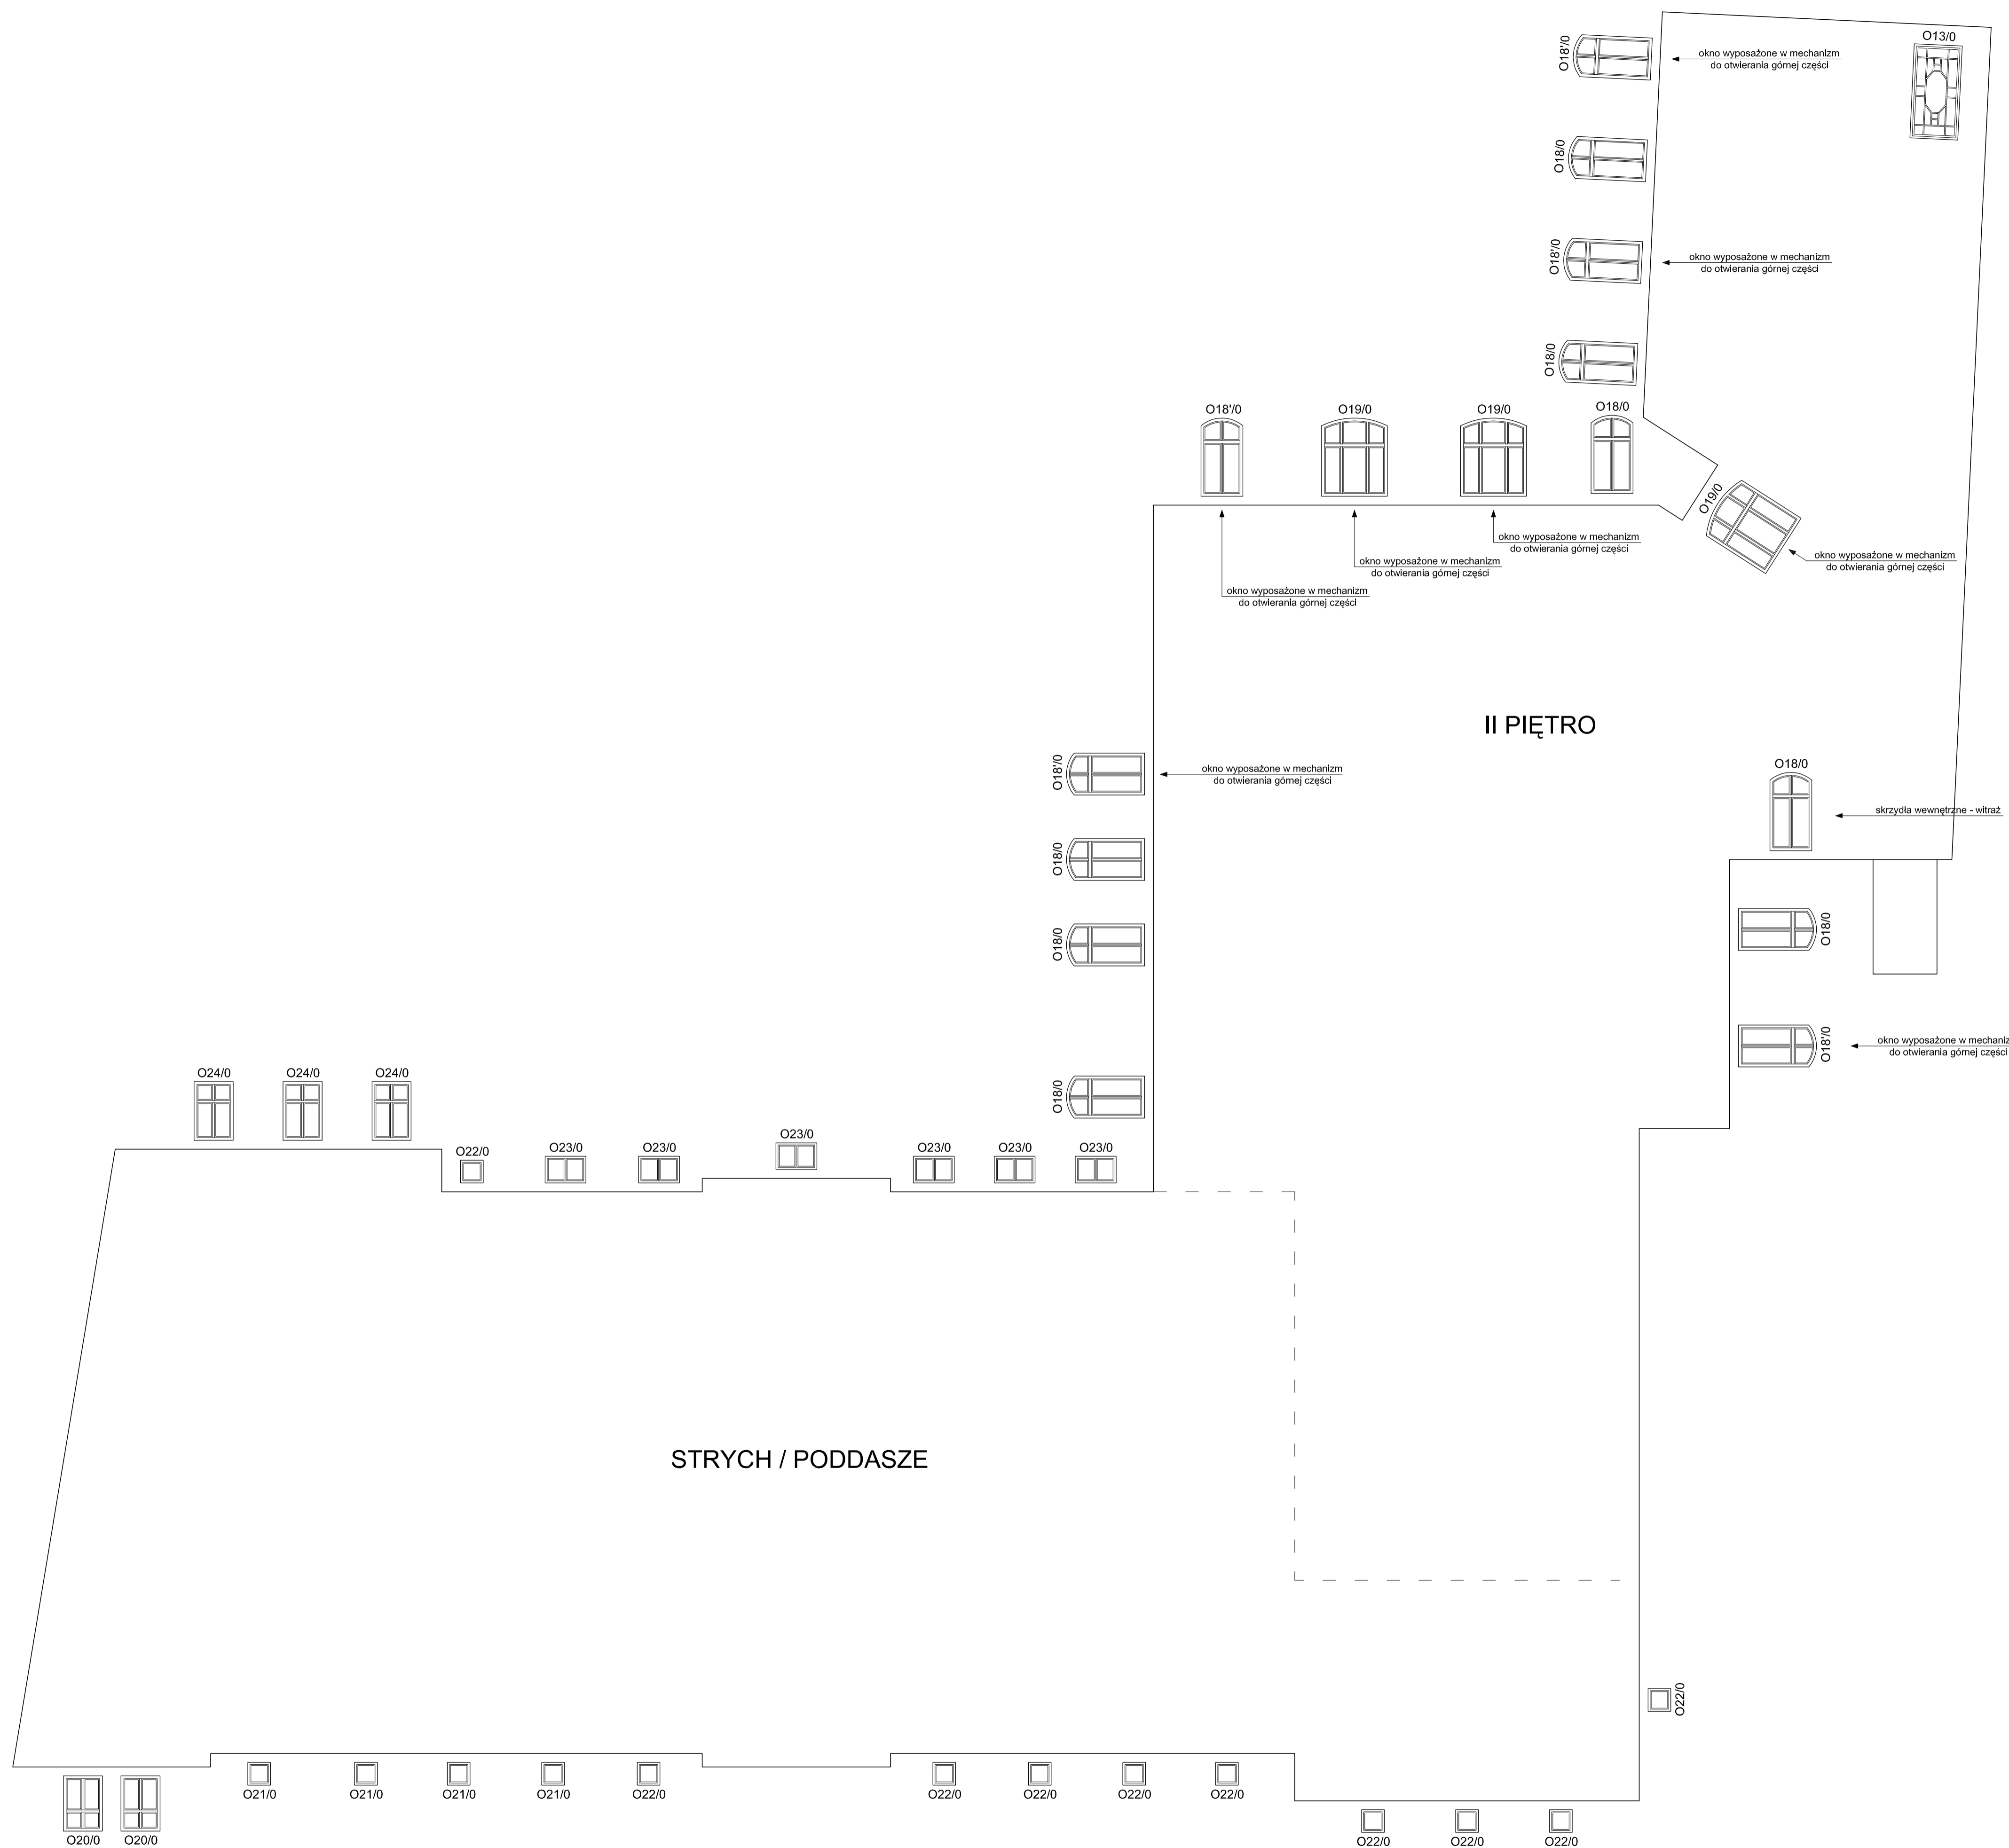 O13/0
O18'/0
okno wyposażone w mechanizm
do otwierania górnej części
O18/0
O18'/0
okno wyposażone w mechanizm
do otwierania górnej części
O18/0
O18'/0
O19/0
O19/0
O18/0
O19/0
okno wyposażone w mechanizm
do otwierania górnej części
okno wyposażone w mechanizm
do otwierania górnej części
okno wyposażone w mechanizm
do otwierania górnej części
okno wyposażone w mechanizm
do otwierania górnej części
II PIĘTRO
O18'/0
okno wyposażone w mechanizm
do otwierania górnej części
O18/0
skrzydła wewnętrzne - witraż
O18/0
O18/0
O18/0
O18'/0
okno wyposażone w mechaniz
do otwierania górnej części
O18/0
O24/0
O24/0
O24/0
O22/0
O23/0
O23/0
O23/0
O23/0
O23/0
O23/0
STRYCH / PODDASZE
O22/0
O21/0
O21/0
O21/0
O21/0
O22/0
O22/0
O22/0
O22/0
O22/0
O20/0
O20/0
O22/0
O22/0
O22/0